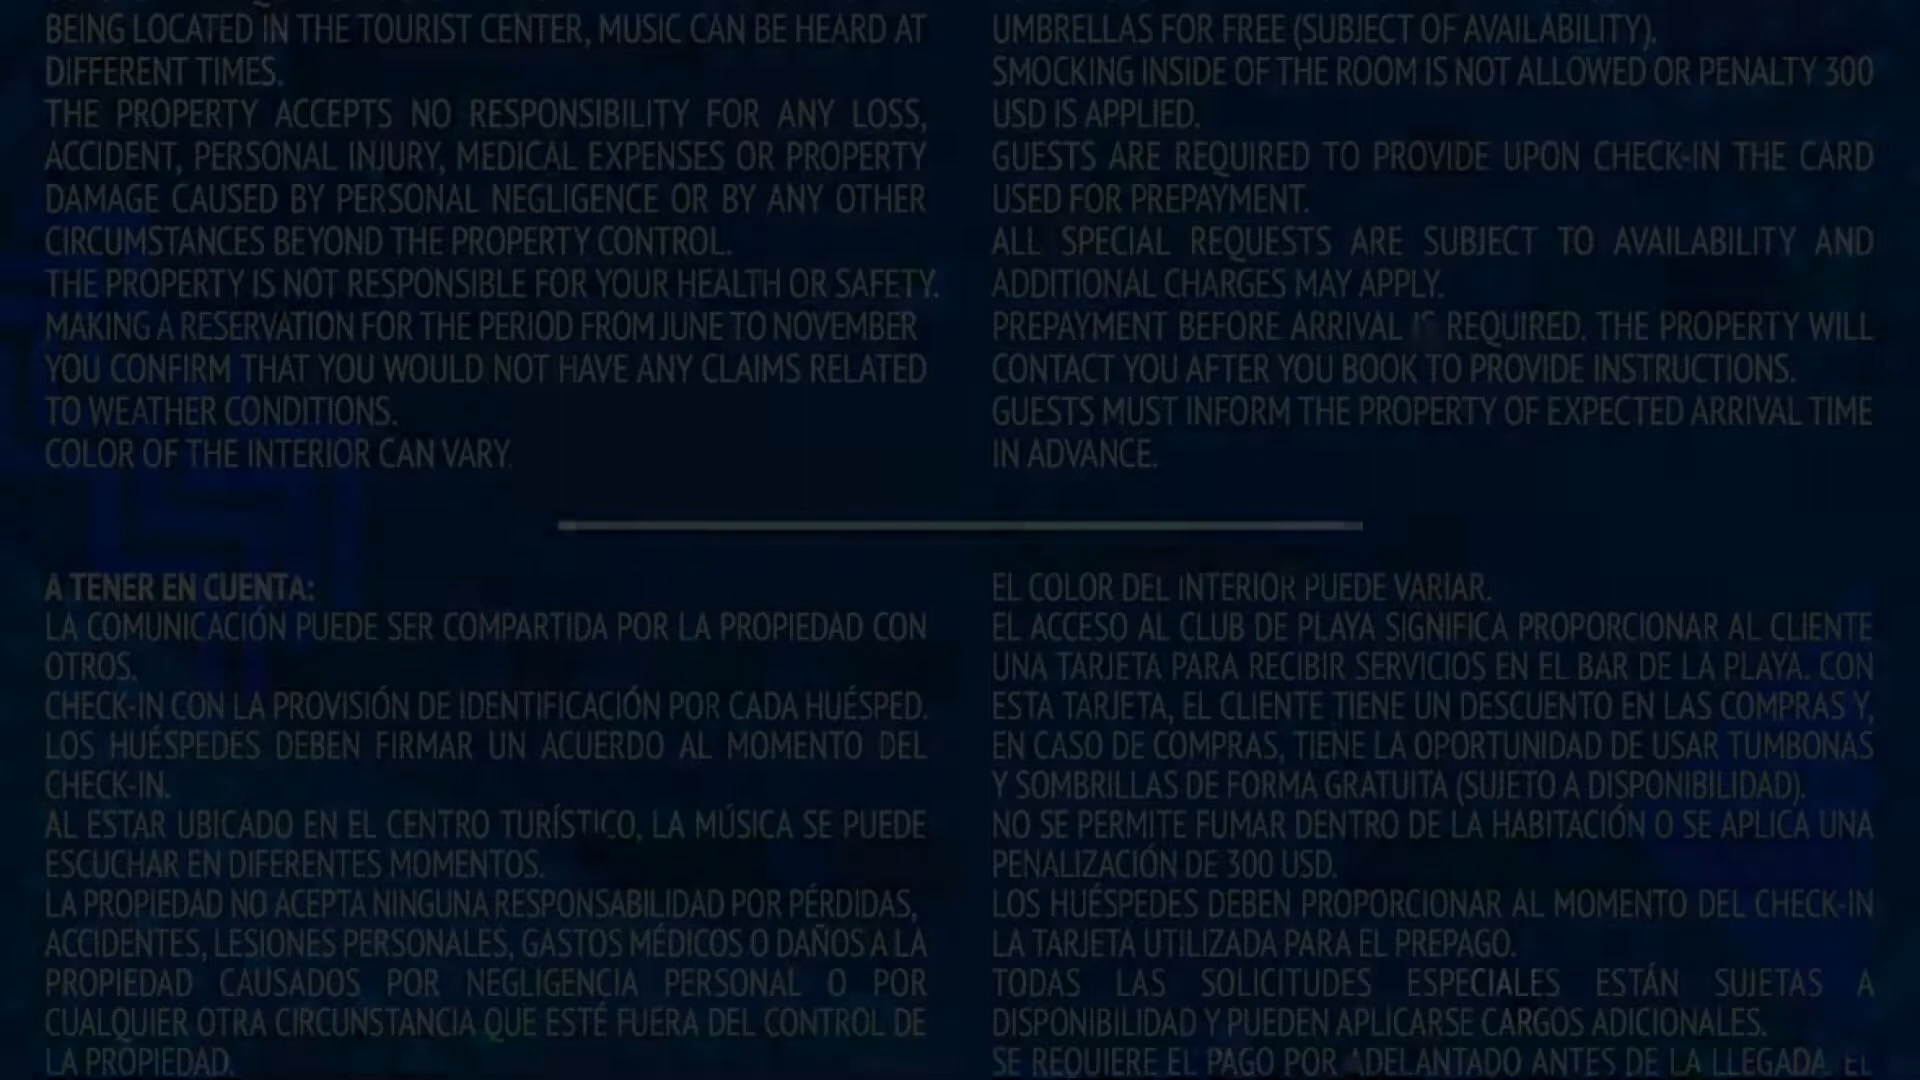 BEING LOCATED IN THE TOURIST CENTER, MUSIC CAN BE HEARD AT
DIFFERENT TIMES.
THE PROPERTY ACCEPTS NO RESPONSIBILITY FOR ANY LOSS,
ACCIDENT, PERSONAL INJURY, MEDICAL EXPENSES OR PROPERTY
DAMAGE CAUSED BY PERSONAL NEGLIGENCE OR BY ANY OTHER
CIRCUMSTANCES BEYOND THE PROPERTY CONTROL.
THE PROPERTY IS NOT RESPONSIBLE FOR YOUR HEALTH OR SAFETY.
MAKING A RESERVATION FOR THE PERIOD FROM JUNE TO NOVEMBER
YOU CONFIRM THAT YOU WOULD NOT HAVE ANY CLAIMS RELATED
TO WEATHER CONDITIONS.
COLOR OF THE INTERIOR CAN VARY.
UMBRELLAS FOR FREE (SUBJECT OF AVAILABILITY).
SMOCKING INSIDE OF THE ROOM IS NOT ALLOWED OR PENALTY 300
USD IS APPLIED.
GUESTS ARE REQUIRED TO PROVIDE UPON CHECK-IN THE CARD
USED FOR PREPAYMENT.
ALL SPECIAL REQUESTS ARE SUBJECT TO AVAILABILITY AND
ADDITIONAL CHARGES MAY APPLY.
PREPAYMENT BEFORE ARRIVAL IS REQUIRED. THE PROPERTY WILL
CONTACT YOU AFTER YOU BOOK TO PROVIDE INSTRUCTIONS.
GUESTS MUST INFORM THE PROPERTY OF EXPECTED ARRIVAL TIME
IN ADVANCE.
A TENER EN CUENTA:
LA COMUNICACIÓN PUEDE SER COMPARTIDA POR LA PROPIEDAD CON
OTROS.
CHECK-IN CON LA PROVISIÓN DE IDENTIFICACIÓN POR CADA HUÉSPED.
LOS HUÉSPEDES DEBEN FIRMAR UN ACUERDO AL MOMENTO DEL
CHECK-IN.
AL ESTAR UBICADO EN EL CENTRO TURÍSTICO, LA MÚSICA SE PUEDE
ESCUCHAR EN DIFERENTES MOMENTOS.
LA PROPIEDAD NO ACEPTA NINGUNA RESPONSABILIDAD POR PÉRDIDAS,
ACCIDENTES, LESIONES PERSONALES, GASTOS MÉDICOS O DAÑOS A LA
PROPIEDAD CAUSADOS POR NEGLIGENCIA PERSONAL O POR
CUALQUIER OTRA CIRCUNSTANCIA QUE ESTÉ FUERA DEL CONTROL DE
LA PROPIEDAD.
EL COLOR DEL INTERIOR PUEDE VARIAR.
EL ACCESO AL CLUB DE PLAYA SIGNIFICA PROPORCIONAR AL CLIENTE
UNA TARJETA PARA RECIBIR SERVICIOS EN EL BAR DE LA PLAYA. CON
ESTA TARJETA, EL CLIENTE TIENE UN DESCUENTO EN LAS COMPRAS Y,
EN CASO DE COMPRAS, TIENE LA OPORTUNIDAD DE USAR TUMBONAS
Y SOMBRILLAS DE FORMA GRATUITA (SUJETO A DISPONIBILIDAD).
NO SE PERMITE FUMAR DENTRO DE LA HABITACIÓN O SE APLICA UNA
PENALIZACIÓN DE 300 USD.
LOS HUÉSPEDES DEBEN PROPORCIONAR AL MOMENTO DEL CHECK-IN
LA TARJETA UTILIZADA PARA EL PREPAGO.
TODAS LAS SOLICITUDES ESPECIALES ESTÁN SUJETAS A
DISPONIBILIDAD Y PUEDEN APLICARSE CARGOS ADICIONALES.
SE REQUIERE EL PAGO POR ADELANTADO ANTES DE LA LLEGADA. EL